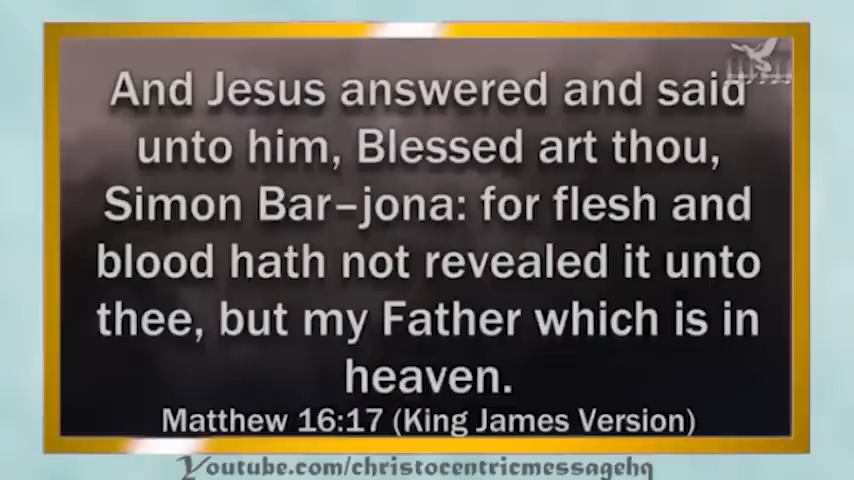 And Jesus answered and said
unto him, Blessed art thou,
Simon Bar–jona: for flesh and
blood hath not revealed it unto
thee, but my Father which is in
heaven.
Matthew 16:17 (King James Version)
Youtube.com/christocentricmessagehq